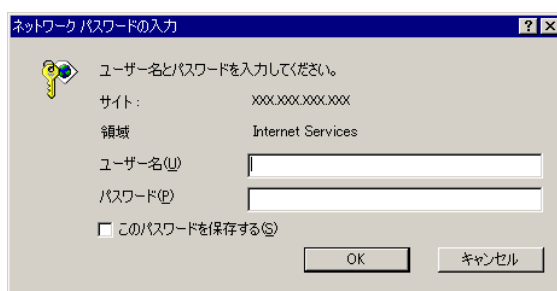 ネットワーク パスワードの入力
ユーザー名とパスワードを入力してください。
サイト: XXX.XXX.XXX.XXX
領域 Internet Services
ユーザー名(U)
パスワード(P)
このパスワードを保存する(S)
OK キャンセル